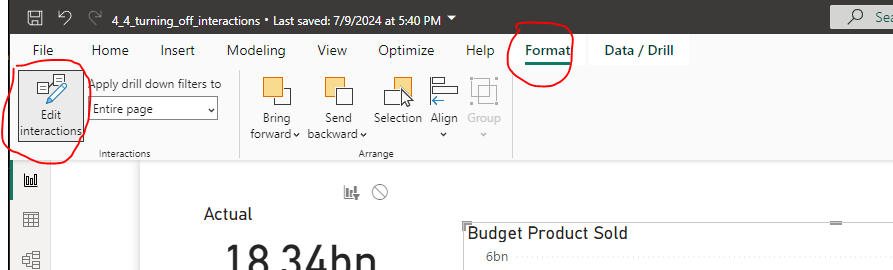 4_4_turning_off_interactions • Last saved: 7/9/2024 at 5:40 PM
File Home Insert Modeling View Optimize Help Format Data / Drill
Edit interactions
Apply drill down filters to
Entire page
Bring forward
Send backward
Selection
Align
Group
Interactions
Arrange
Actual
18.34bn
Budget Product Sold
6bn